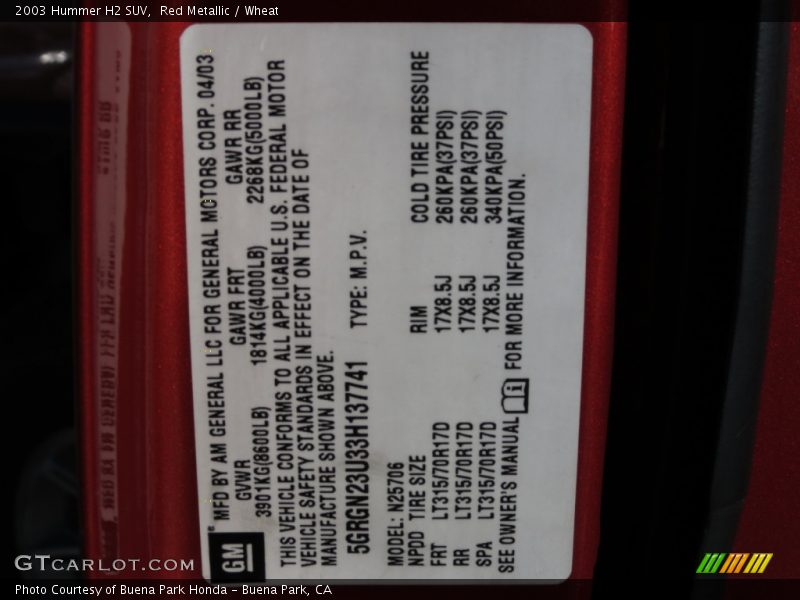 2003 Hummer H2 SUV, Red Metallic / Wheat
MFD BY AM GENERAL LLC FOR GENERAL MOTORS CORP. 04/03
GVWR GAWR FRT GAWR RR
3901KG(8600LB) 1814KG(4000LB) 2268KG(5000LB)
THIS VEHICLE CONFORMS TO ALL APPLICABLE U.S. FEDERAL MOTOR
VEHICLE SAFETY STANDARDS IN EFFECT ON THE DATE OF
MANUFACTURE SHOWN ABOVE.
5GRGN23U33H137741 TYPE: M.P.V.
MODEL: N25706
NPDD TIRE SIZE RIM COLD TIRE PRESSURE
FRT LT315/70R17D 17X8.5J 260KPA(37PSI)
RR LT315/70R17D 17X8.5J 260KPA(37PSI)
SPA LT315/70R17D 17X8.5J 340KPA(50PSI)
SEE OWNER'S MANUAL FOR MORE INFORMATION.
GM
GTcarlot.com
Photo Courtesy of Buena Park Honda - Buena Park, CA